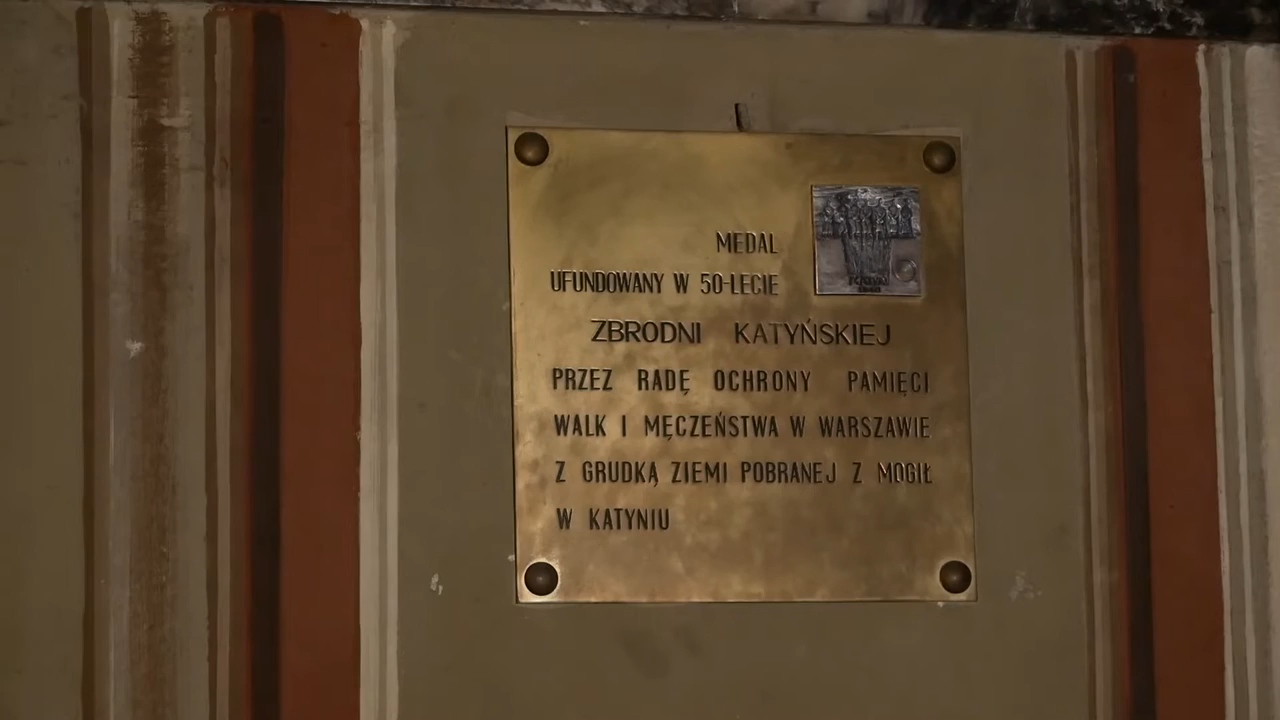 MEDAL
UFUNDOWANY W 50-LECIE
ZBRODNI KATYŃSKIEJ
PRZEZ RADĘ OCHRONY PAMIĘCI
WALK I MĘCZEŃSTWA W WARSZAWIE
Z GRUDKĄ ZIEMI POBRANEJ Z MOGIŁ
W KATYNIU